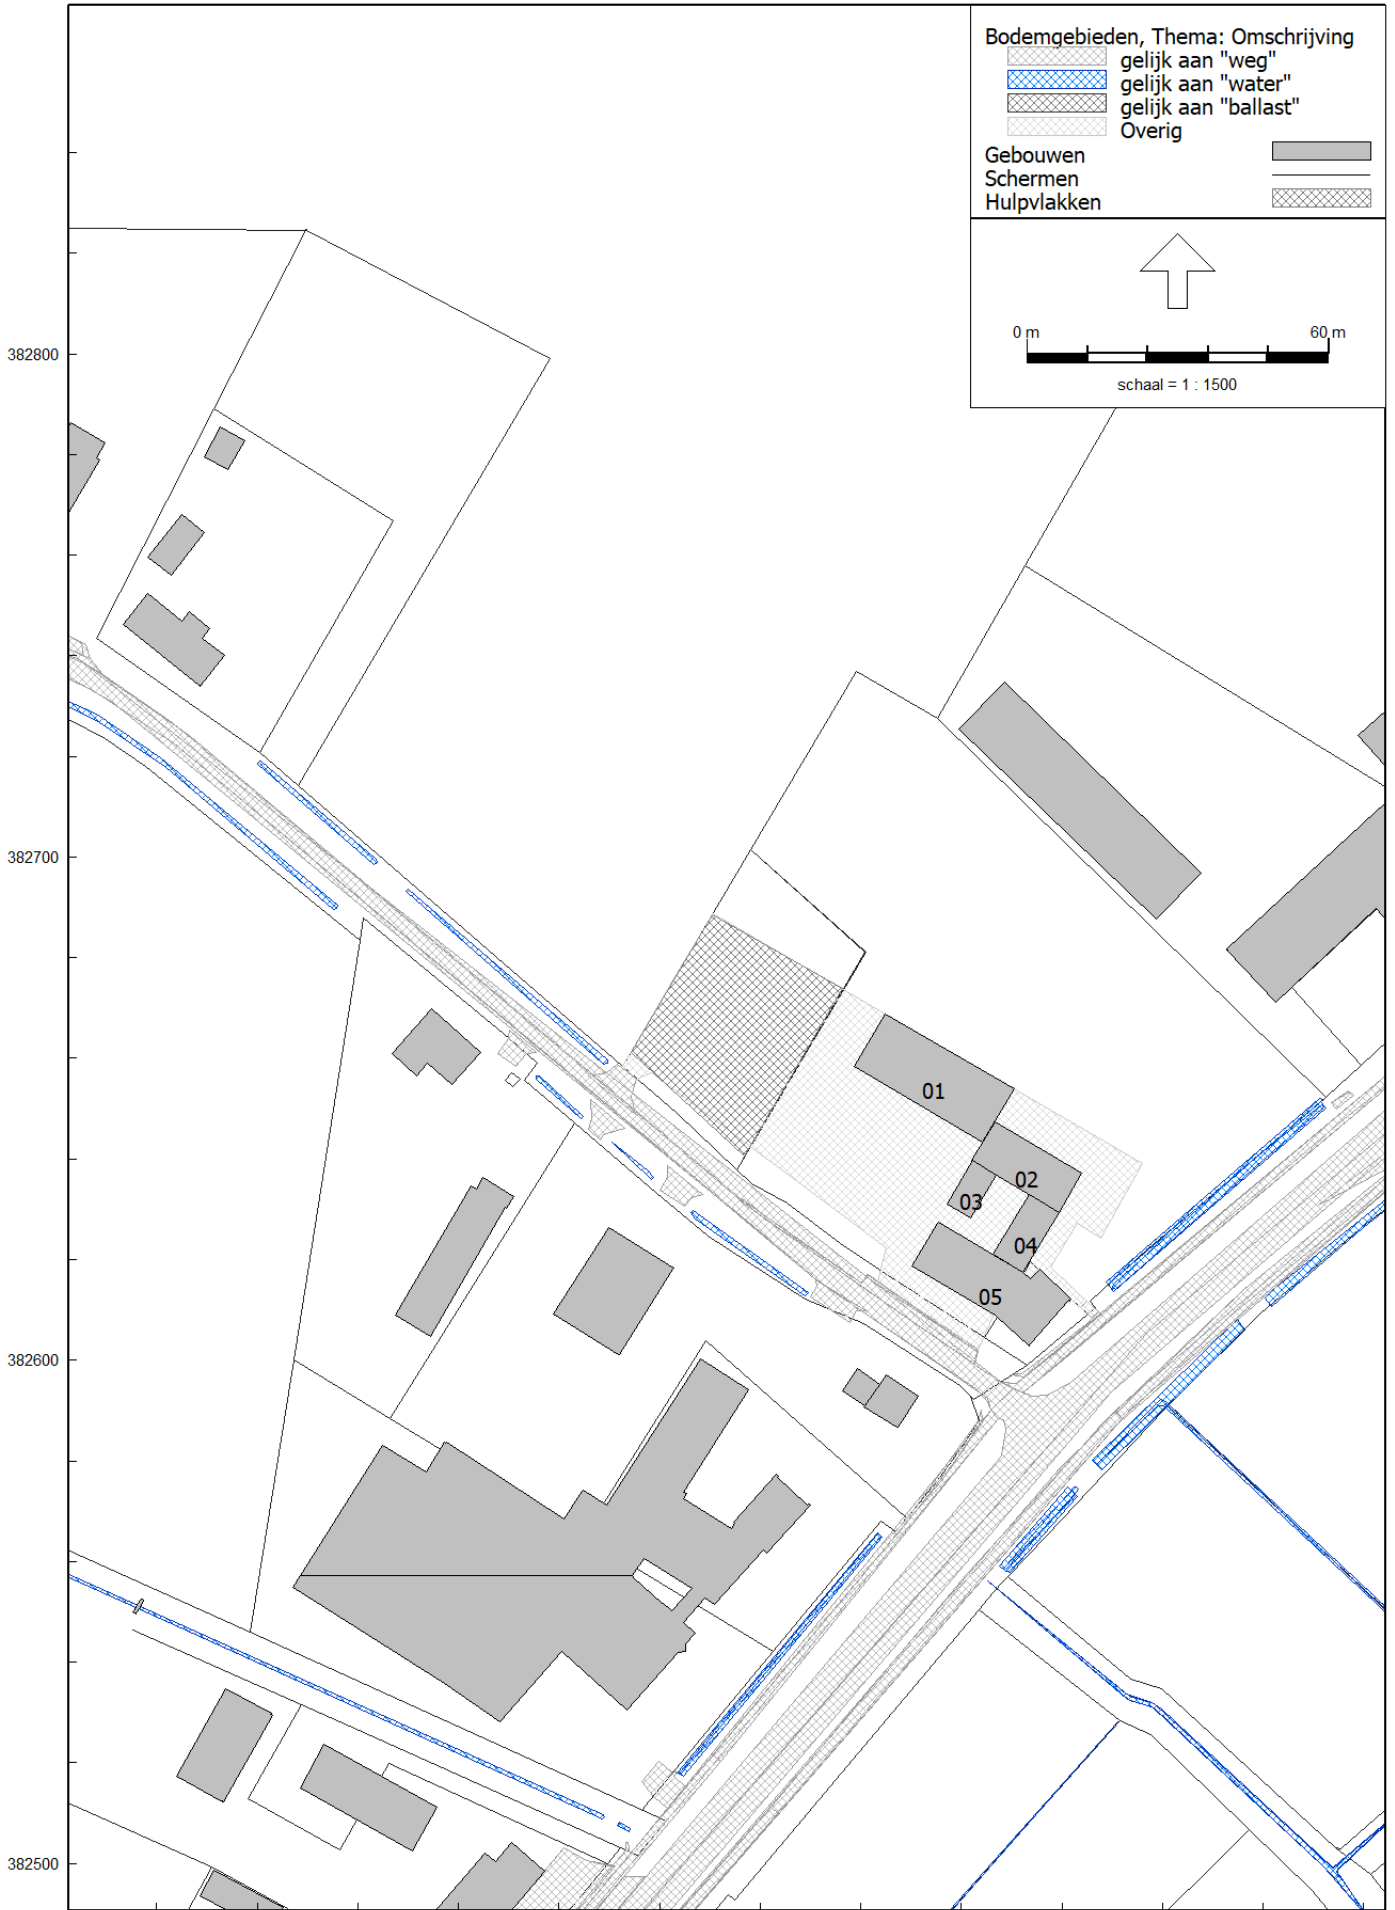 Bodemgebieden, Thema: Omschrijving
gelijk aan "weg"
gelijk aan "water"
gelijk aan "ballast"
Overig
Gebouwen
Schermen
Hulpvlakken
0 m 60 m
schaal = 1 : 1500
382800
382700
01
02
03
04
05
382600
382500